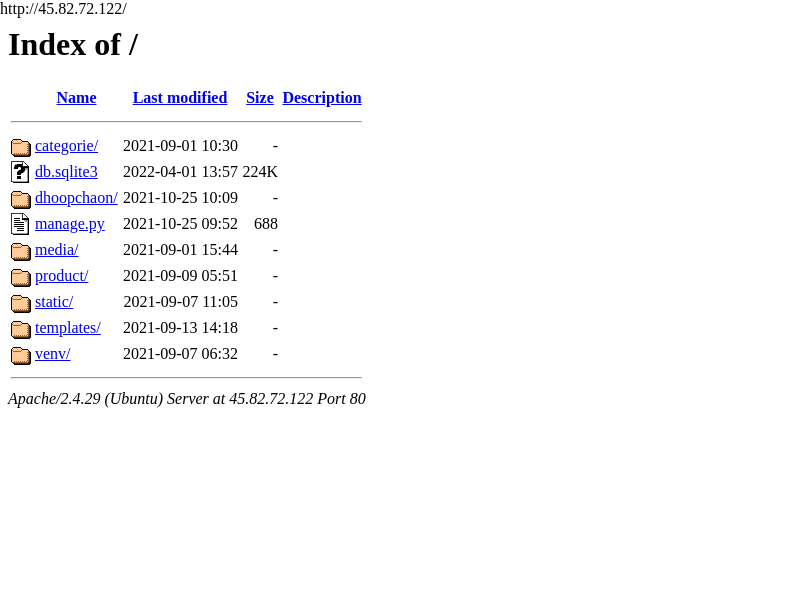 http://45.82.72.122/
Index of /
Name Last modified Size Description
categorie/ 2021-09-01 10:30 -
db.sqlite3 2022-04-01 13:57 224K
dhoopchaon/ 2021-10-25 10:09 -
manage.py 2021-10-25 09:52 688
media/ 2021-09-01 15:44 -
product/ 2021-09-09 05:51 -
static/ 2021-09-07 11:05 -
templates/ 2021-09-13 14:18 -
venv/ 2021-09-07 06:32 -
Apache/2.4.29 (Ubuntu) Server at 45.82.72.122 Port 80